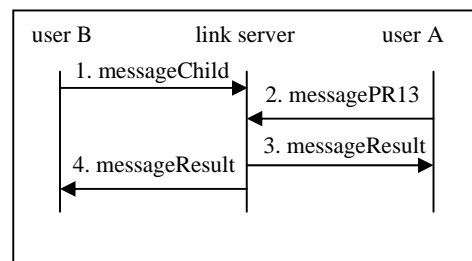 user B link server user A
1. messageChild
2. messagePR13
3. messageResult
4. messageResult